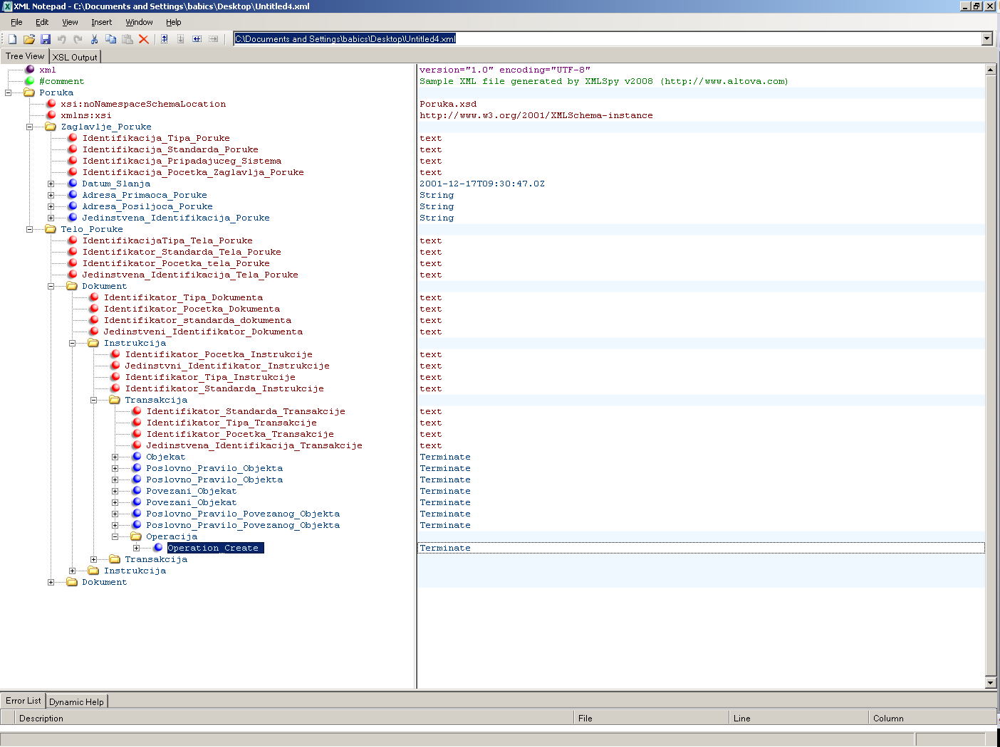 XML Notepad - C:\Documents and Settings\babics\Desktop\Untitled4.xml
File Edit View Insert Window Help
C:\Documents and Settings\babics\Desktop\Untitled4.xml
Tree View XSL Output
xml version="1.0" encoding="UTF-8"
#comment Sample XML file generated by XMLSpy v2008 (http://www.altova.com)
Poruka
xsi:noNamespaceSchemaLocation Poruka.xsd
xmlns:xsi http://www.w3.org/2001/XMLSchema-instance
Zaglavlje_Poruke
Identifikacija_Tipa_Poruke text
Identifikacija_Standarda_Poruke text
Identifikacija_Pripadajuceg_Sistema text
Identifikacija_Pocetka_Zaglavlja_Poruke text
Datum_Slanja 2001-12-17T09:30:47.0Z
Adresa_Primaoca_Poruke String
Adresa_Posiljoca_Poruke String
Jedinstvena_Identifikacija_Poruke String
Telo_Poruke
IdentifikacijaTipa_Tela_Poruke text
Identifikator_Standarda_Tela_Poruke text
Identifikator_Pocetka_tela_Poruke text
Jedinstvena_Identifikacija_Tela_Poruke text
Dokument
Identifikator_Tipa_Dokumenta text
Identifikator_Pocetka_Dokumenta text
Identifikator_standarda_dokumenta text
Jedinstveni_Identifikator_Dokumenta text
Instrukcija
Identifikator_Pocetka_Instrukcije text
Jedinstvni_Identifikator_Instrukcije text
Identifikator_Tipa_Instrukcije text
Identifikator_Standarda_Instrukcije text
Transakcija
Identifikator_Standarda_Transakcije text
Identifikator_Tipa_Transakcije text
Identifikator_Pocetka_Transakcije text
Jedinstvena_Identifikacija_Transakcije text
Objekat Terminate
Poslovno_Pravilo_Objekta Terminate
Poslovno_Pravilo_Objekta Terminate
Povezani_Objekat Terminate
Povezani_Objekat Terminate
Poslovno_Pravilo_Povezanog_Objekta Terminate
Poslovno_Pravilo_Povezanog_Objekta Terminate
Operacija
Operation_Create Terminate
Transakcija
Instrukcija
Dokument
Error List Dynamic Help
Description File Line Column